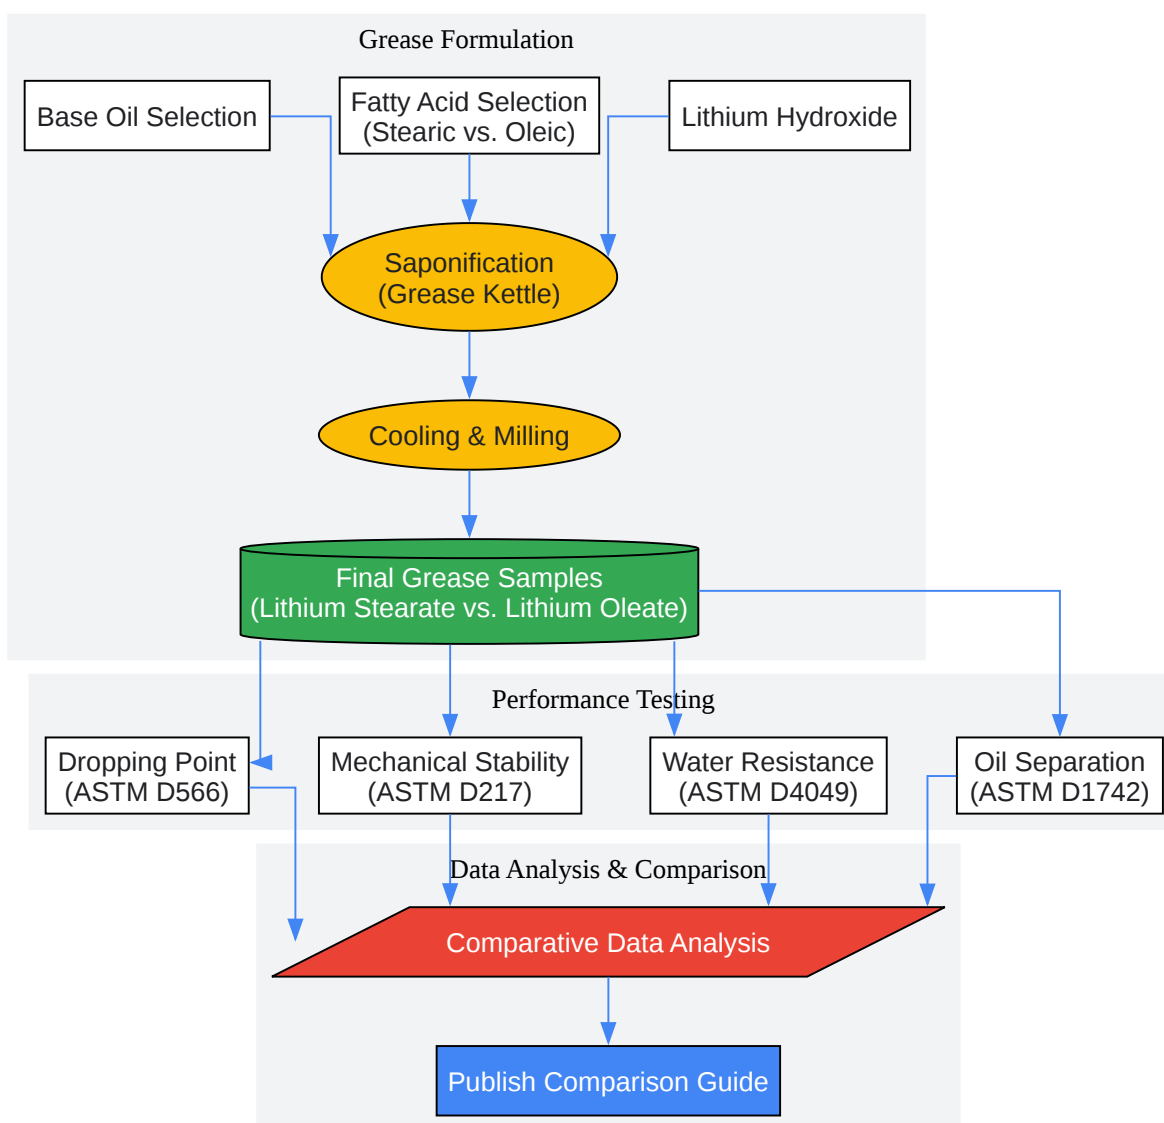 Grease Formulation
Base Oil Selection
Fatty Acid Selection
(Stearic vs. Oleic)
Lithium Hydroxide
Saponification
(Grease Kettle)
Cooling & Milling
Final Grease Samples
(Lithium Stearate vs. Lithium Oleate)
Performance Testing
Dropping Point
(ASTM D566)
Mechanical Stability
(ASTM D217)
Water Resistance
(ASTM D4049)
Oil Separation
(ASTM D1742)
Data Analysis & Comparison
Comparative Data Analysis
Publish Comparison Guide